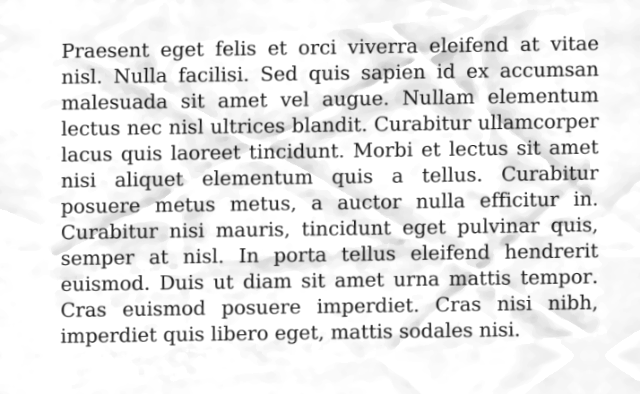 Praesent eget felis et orci viverra eleifend at vitae
nisl. Nulla facilisi. Sed quis sapien id ex accumsan
malesuada sit amet vel augue. Nullam elementum
lectus nec nisl ultrices blandit. Curabitur ullamcorper
lacus quis laoreet tincidunt. Morbi et lectus sit amet
nisi aliquet elementum quis a tellus. Curabitur
posuere metus metus, a auctor nulla efficitur in.
Curabitur nisi mauris, tincidunt eget pulvinar quis,
semper at nisl. In porta tellus eleifend hendrerit
euismod. Duis ut diam sit amet urna mattis tempor.
Cras euismod posuere imperdiet. Cras nisi nibh,
imperdiet quis libero eget, mattis sodales nisi.